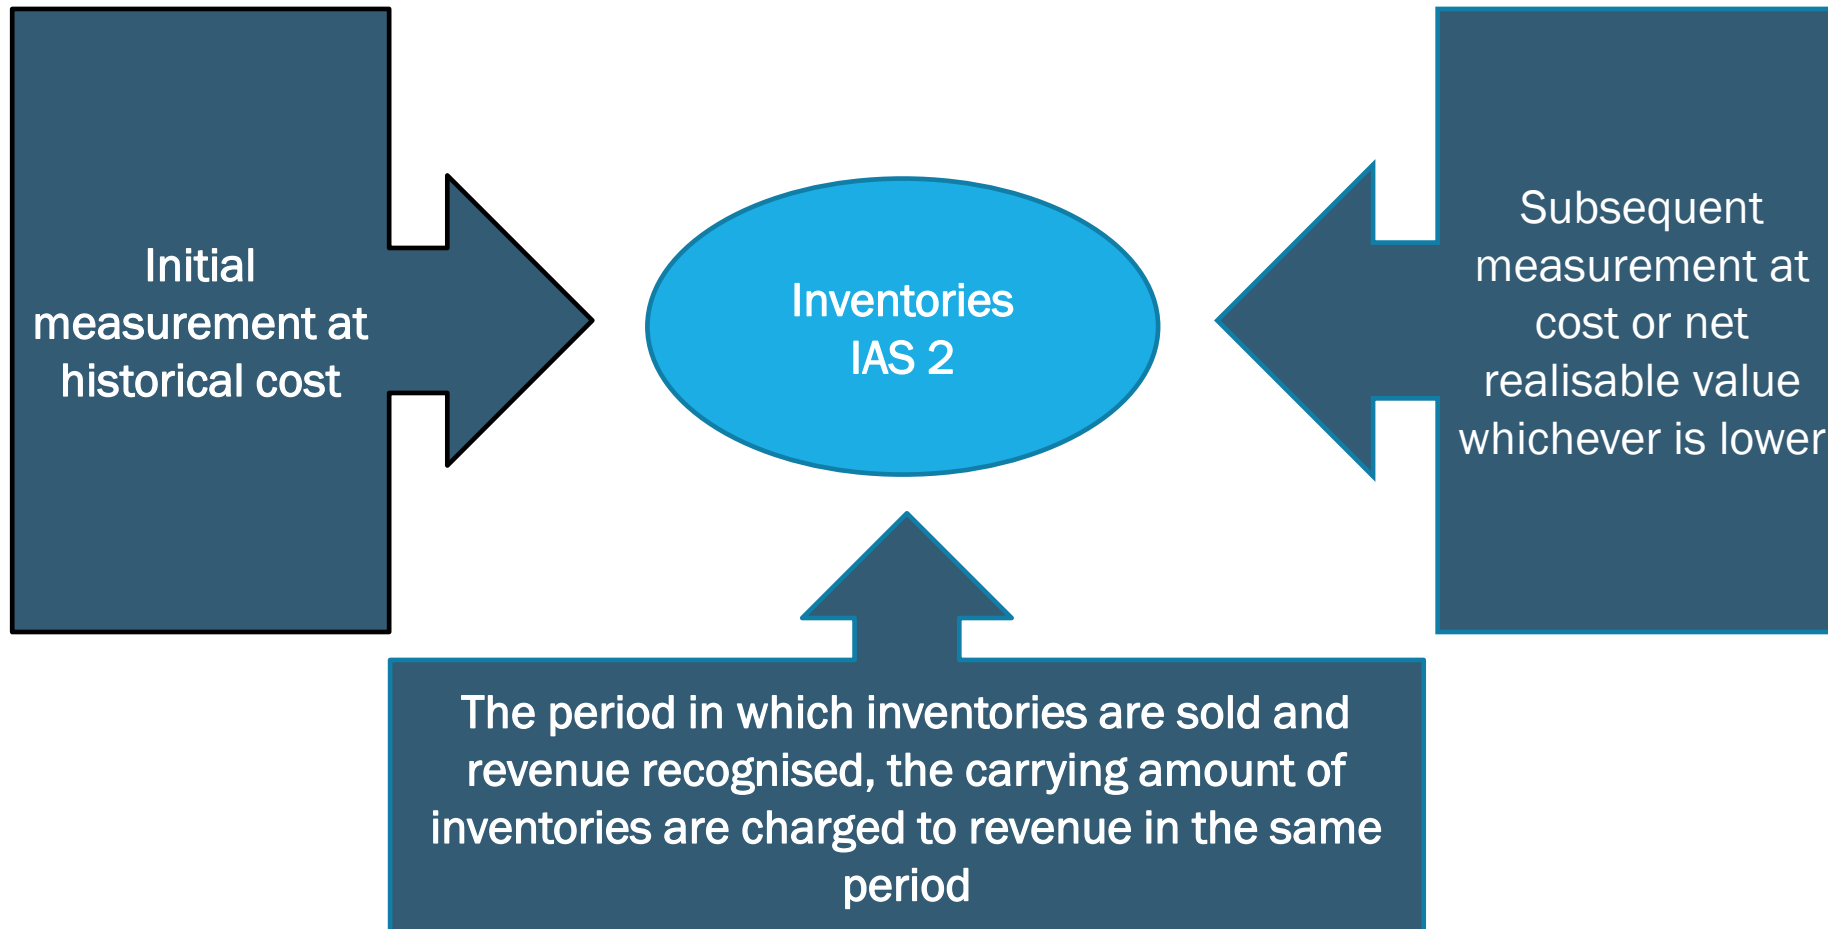 Initial
measurement at
historical cost
Inventories
IAS 2
Subsequent
measurement at
cost or net
realisable value
whichever is lower
The period in which inventories are sold and
revenue recognised, the carrying amount of
inventories are charged to revenue in the same
period